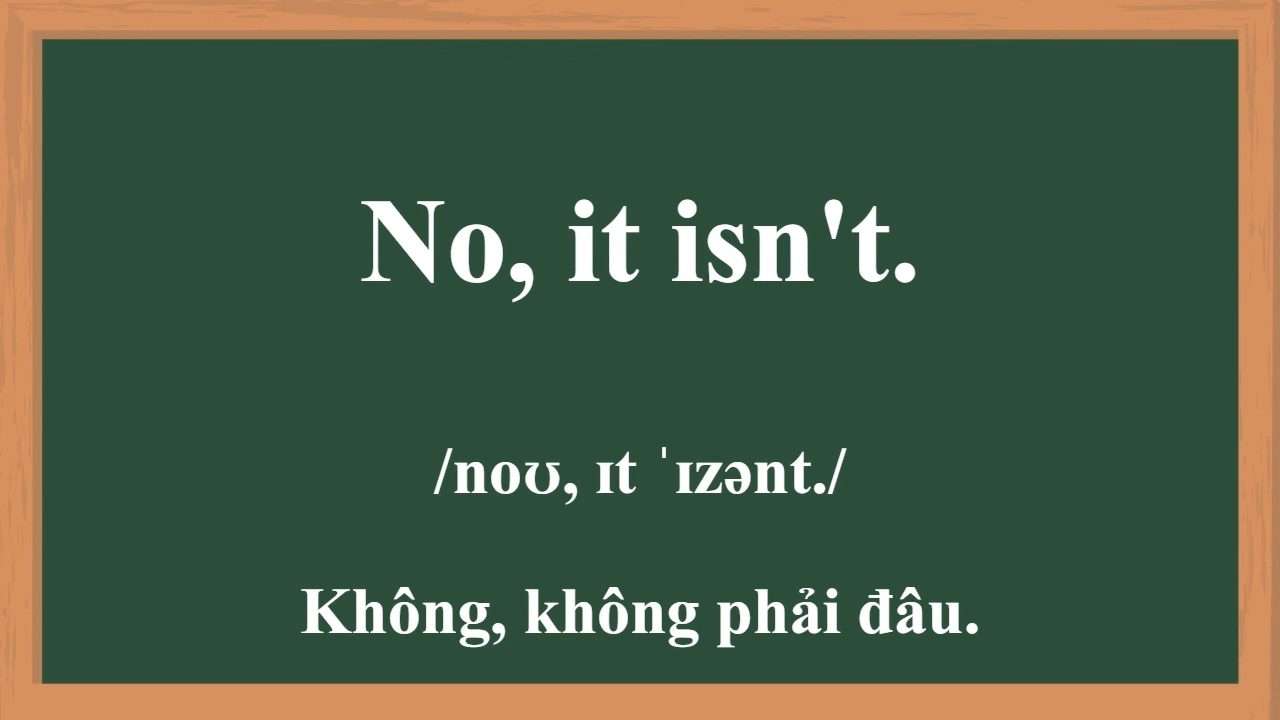 No, it isn't.
/noʊ, ɪt ˈɪzənt./
Không, không phải đâu.